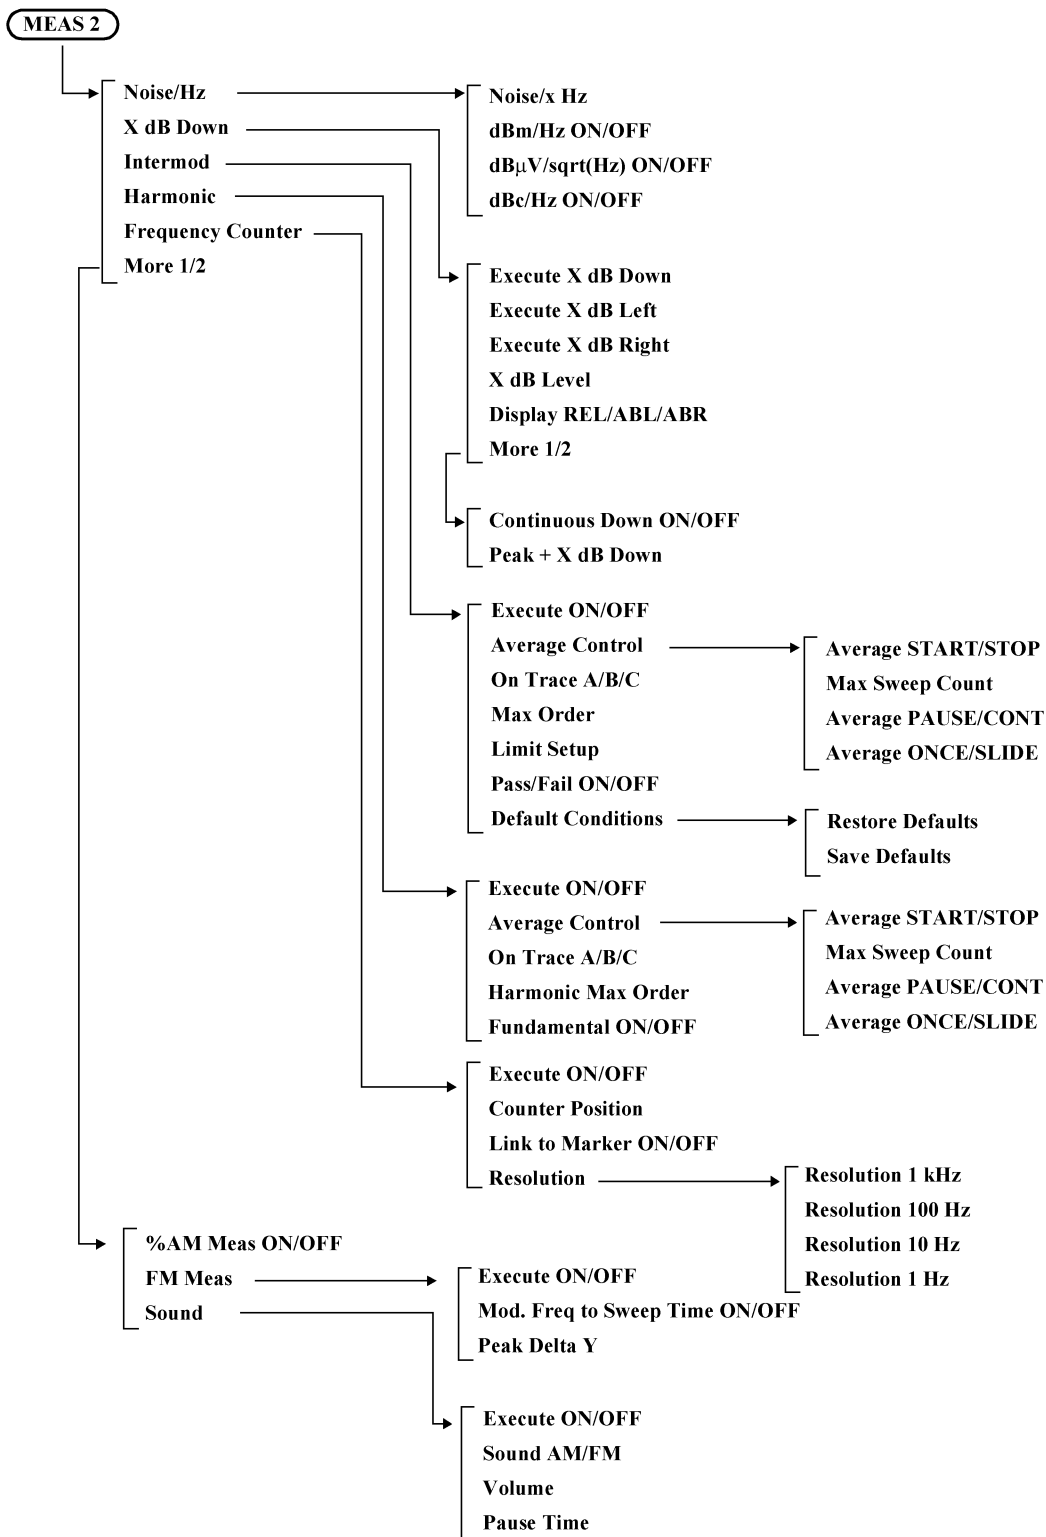 MEAS 2
Noise/Hz
X dB Down
Intermod
Harmonic
Frequency Counter
More 1/2
Noise/x Hz
dBm/Hz ON/OFF
dBμV/sqrt(Hz) ON/OFF
dBc/Hz ON/OFF
Execute X dB Down
Execute X dB Left
Execute X dB Right
X dB Level
Display REL/ABL/ABR
More 1/2
Continuous Down ON/OFF
Peak + X dB Down
Execute ON/OFF
Average Control
On Trace A/B/C
Max Order
Limit Setup
Pass/Fail ON/OFF
Default Conditions
Average START/STOP
Max Sweep Count
Average PAUSE/CONT
Average ONCE/SLIDE
Restore Defaults
Save Defaults
Execute ON/OFF
Average Control
On Trace A/B/C
Harmonic Max Order
Fundamental ON/OFF
Average START/STOP
Max Sweep Count
Average PAUSE/CONT
Average ONCE/SLIDE
Execute ON/OFF
Counter Position
Link to Marker ON/OFF
Resolution
Resolution 1 kHz
Resolution 100 Hz
Resolution 10 Hz
Resolution 1 Hz
%AM Meas ON/OFF
FM Meas
Sound
Execute ON/OFF
Mod. Freq to Sweep Time ON/OFF
Peak Delta Y
Execute ON/OFF
Sound AM/FM
Volume
Pause Time